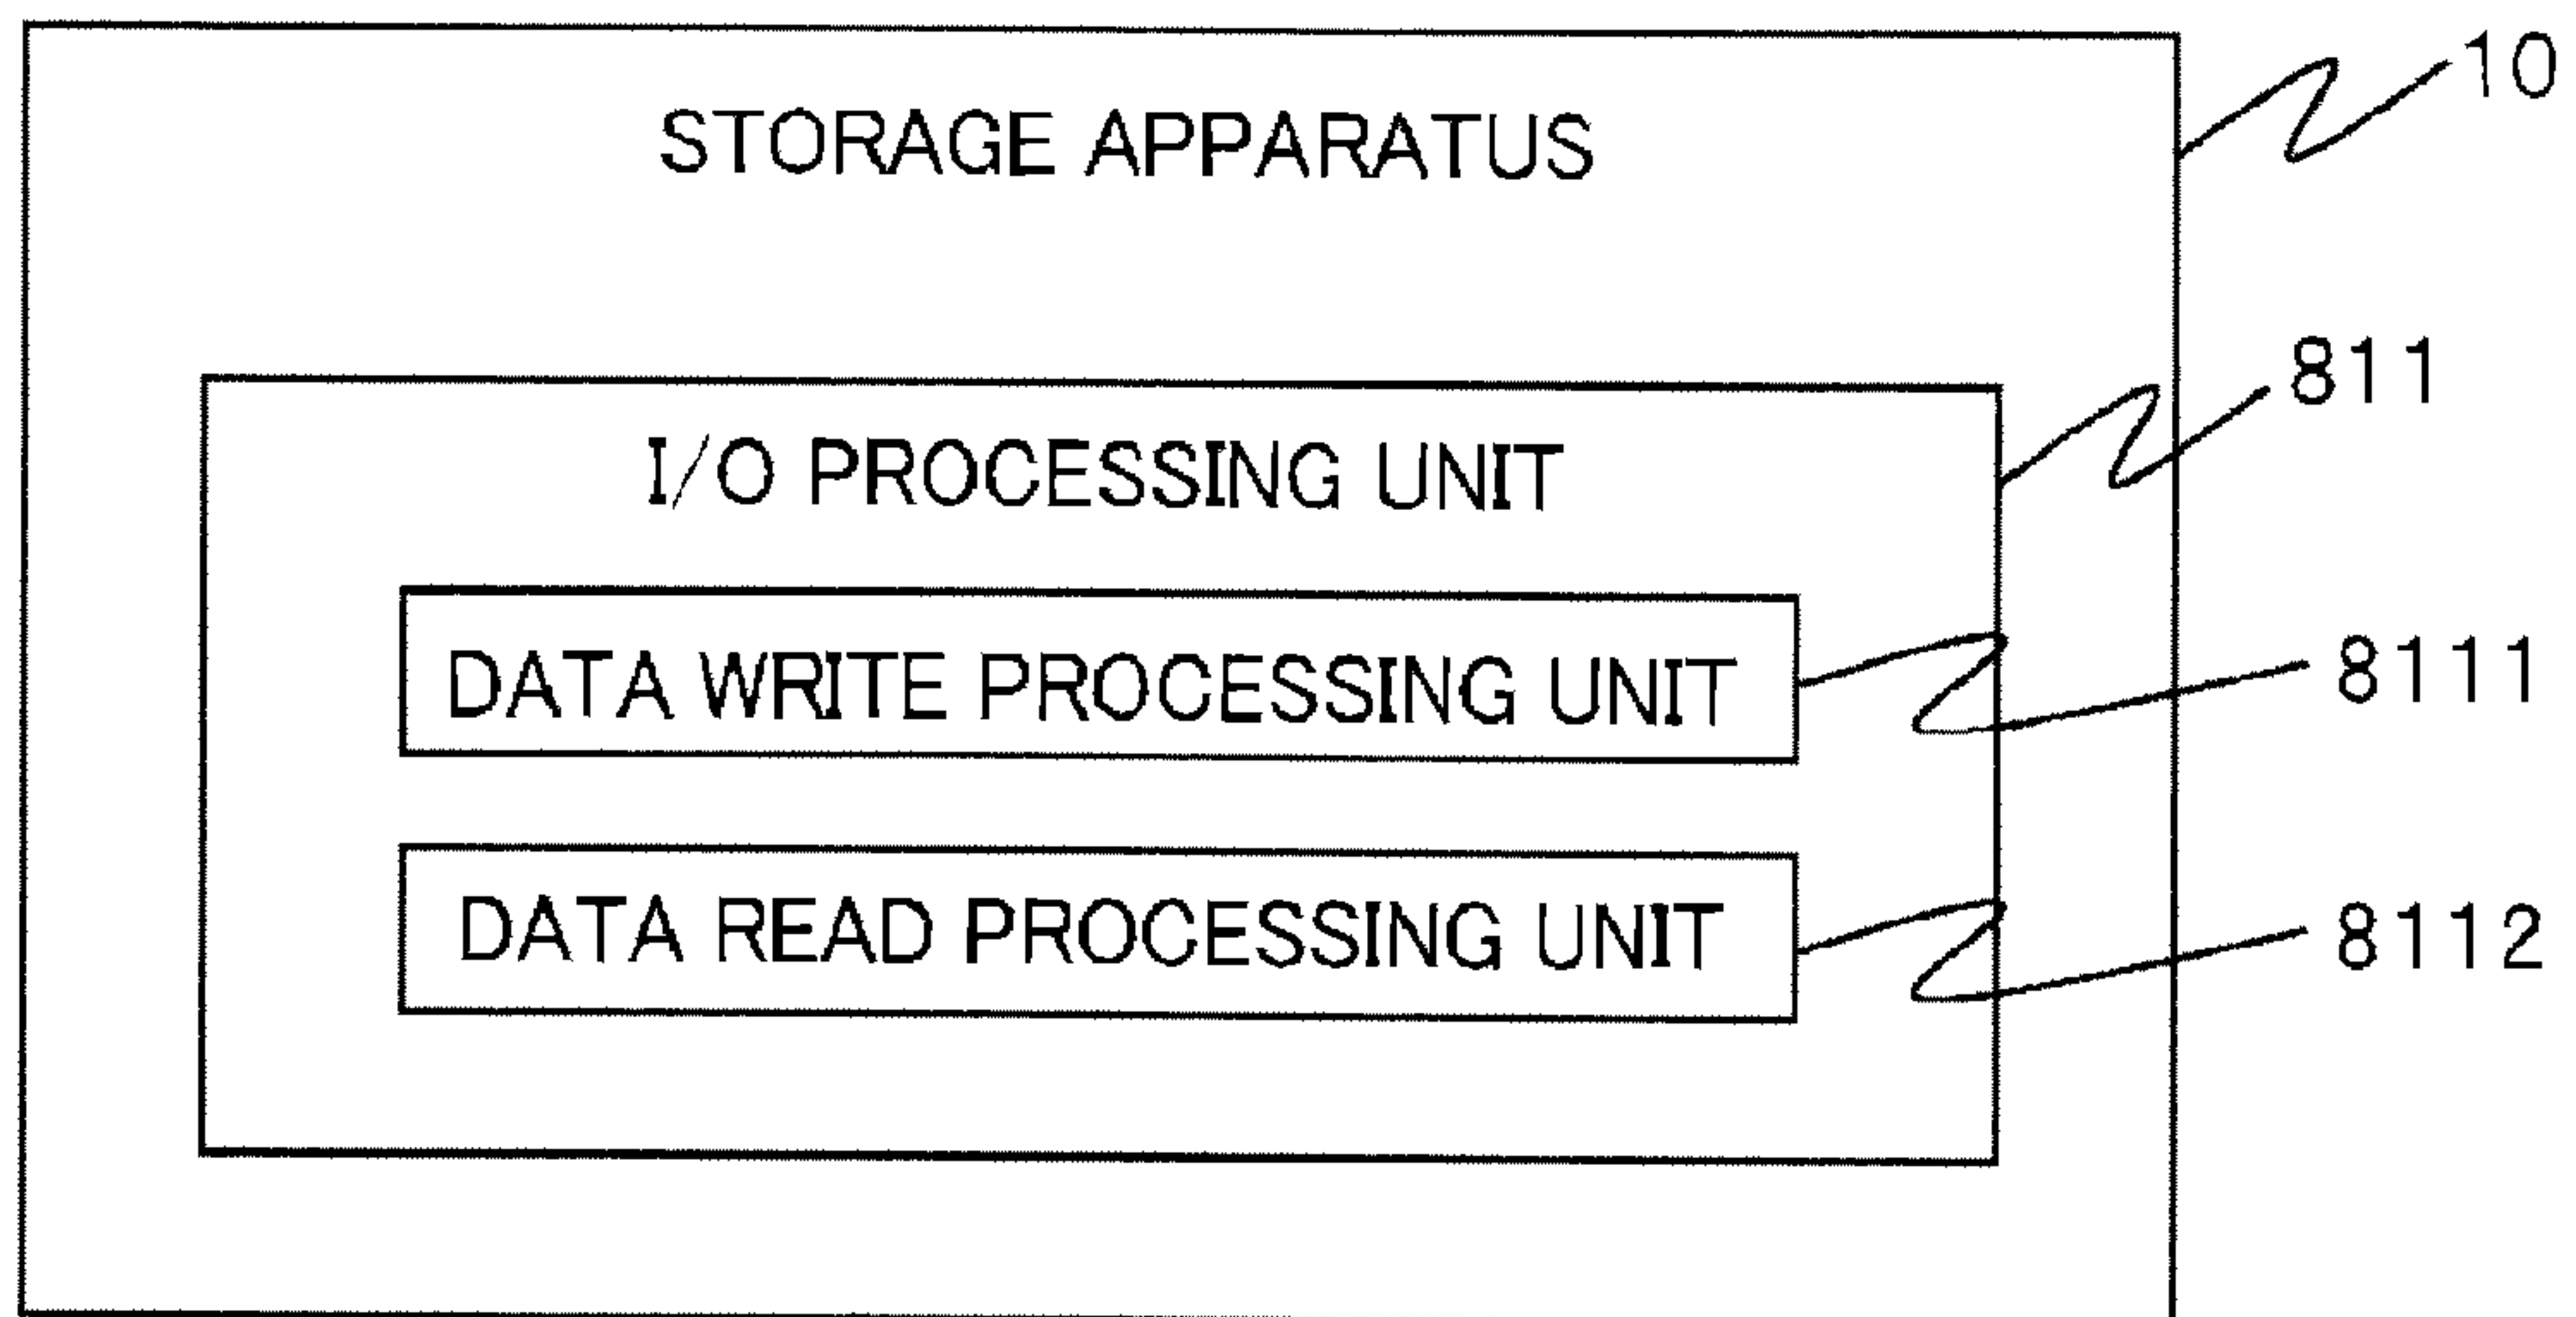 10
STORAGE APPARATUS
811
I/O PROCESSING UNIT
DATA WRITE PROCESSING UNIT
8111
DATA READ PROCESSING UNIT
8112